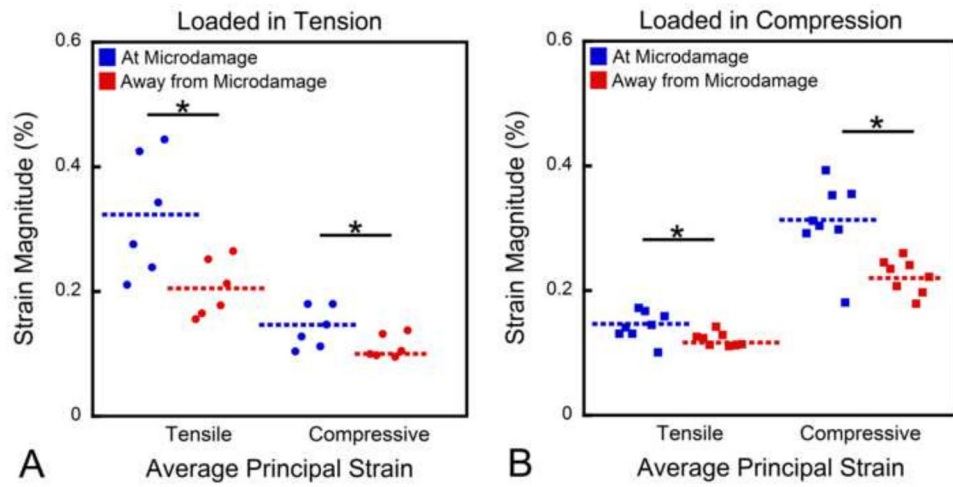 Loaded in Tension
0.6
At Microdamage
Away from Microdamage
*
0.4
*
0.2
0
Strain Magnitude (%)
Tensile
Compressive
A
Average Principal Strain
Loaded in Compression
0.6
At Microdamage
Away from Microdamage
*
0.4
*
0.2
0
Strain Magnitude (%)
Tensile
Compressive
B
Average Principal Strain